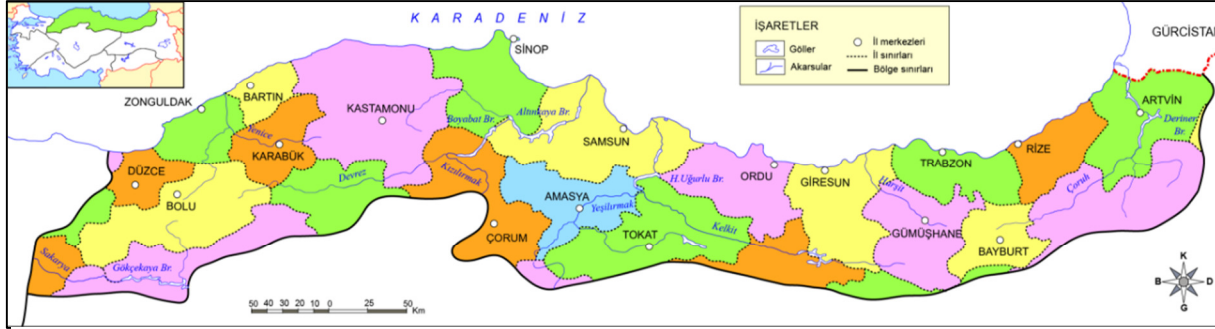 KARADENİZ
İŞARETLER
Göller
Akarsular
İl merkezleri
İl sınırları
Bölge sınırları
GÜRCİSTAN
SİNOP
ZONGULDAK
BARTIN
KASTAMONU
Boyabat Br.
Altınkaya Br.
SAMSUN
Yenice
KARABÜK
DÜZCE
BOLU
Devrez
Kızılırmak
AMASYA
Yeşilırmak
H.Uğurlu Br.
ORDU
GİRESUN
Harşit
TRABZON
RİZE
ARTVİN
Deriner Br.
Çoruh
ÇORUM
TOKAT
Kelkit
GÜMÜŞHANE
BAYBURT
Sakarya
Gökçekaya Br.
50 40 30 20 10 0 25 50
Km
K
B D
G